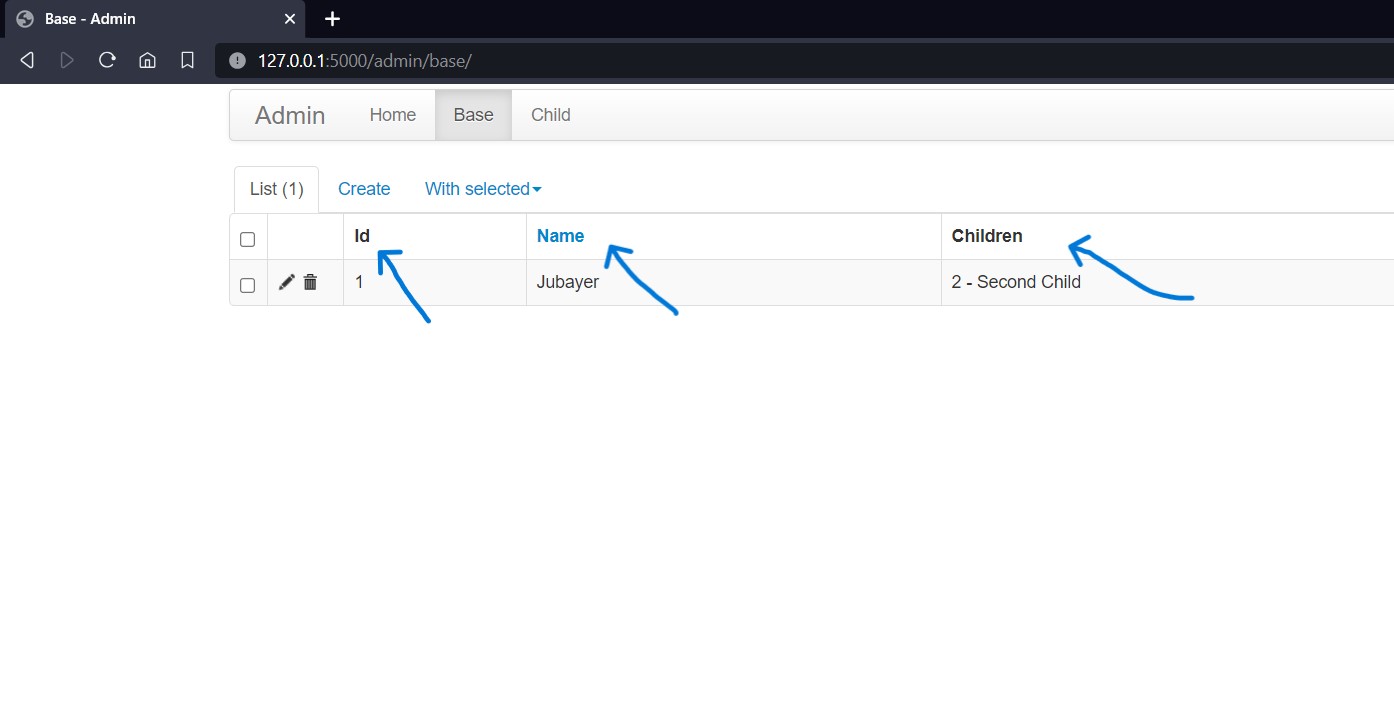 Base - Admin
127.0.0.1:5000/admin/base/
Admin Home Base Child
List (1) Create With selected
Id Name Children
1 Jubayer 2 - Second Child